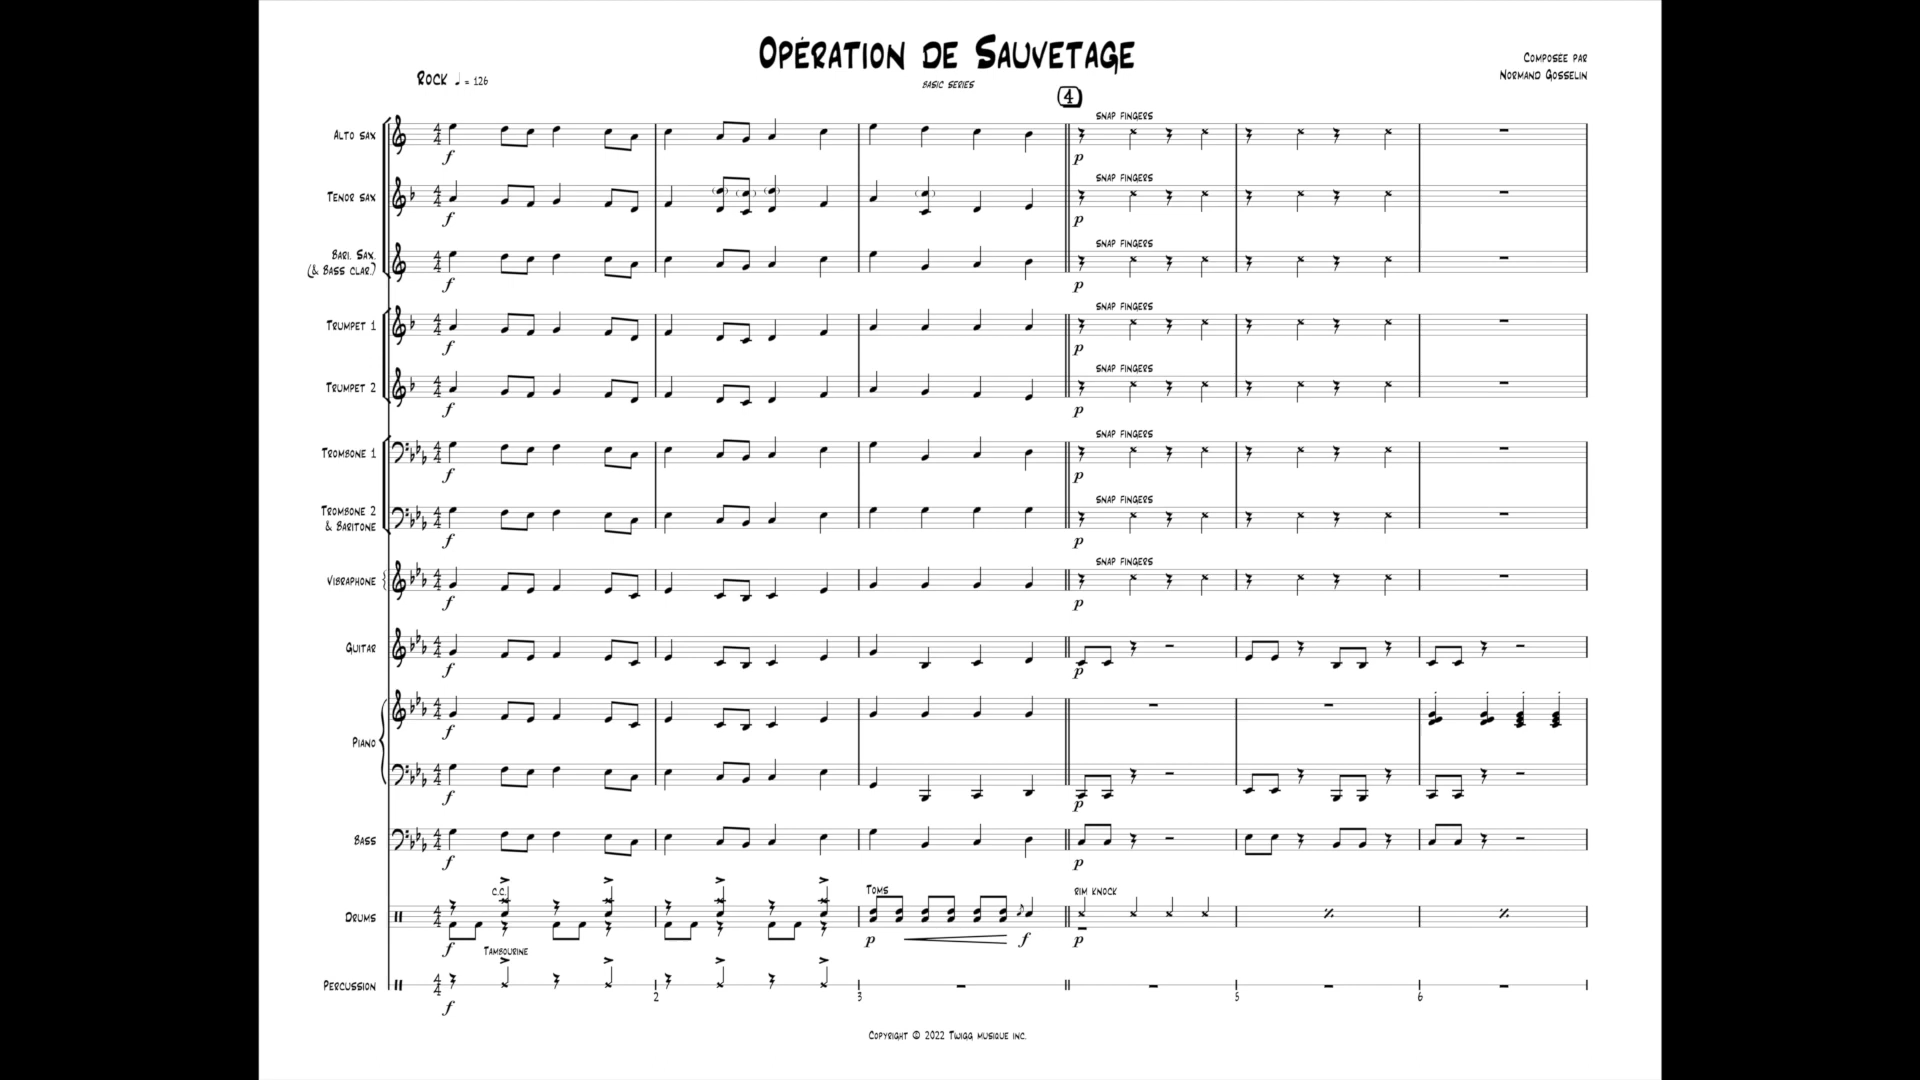 Opération de Sauvetage
Basic Series
Composée par
Normand Gosselin
Rock ♩ = 126
4
Alto Sax
f
Snap fingers
p
Tenor Sax
f
Snap fingers
p
Bari. Sax.
(& Bass Clar.)
f
Snap fingers
p
Trumpet 1
f
Snap fingers
p
Trumpet 2
f
Snap fingers
p
Trombone 1
f
Snap fingers
p
Trombone 2
& Baritone
f
Snap fingers
p
Vibraphone
f
Snap fingers
p
Guitar
f
p
Piano
f
f
p
Bass
f
p
Drums
C.C.
Toms
Rim knock
f
p
f
p
Tambourine
Percussion
f
2
3
5
6
Copyright © 2022 Twigg Musique Inc.